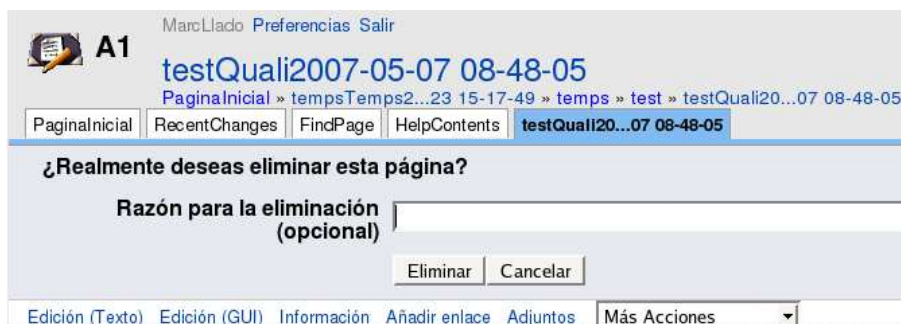 MarcLlado Preferencias Salir
A1
testQuali2007-05-07 08-48-05
PaginaInicial » tempsTemps2...23 15-17-49 » temps » test » testQuali20...07 08-48-05
PaginaInicial RecentChanges FindPage HelpContents testQuali20...07 08-48-05
¿Realmente deseas eliminar esta página?
Razón para la eliminación
(opcional)
Eliminar Cancelar
Edición (Texto) Edición (GUI) Información Añadir enlace Adjuntos Más Acciones